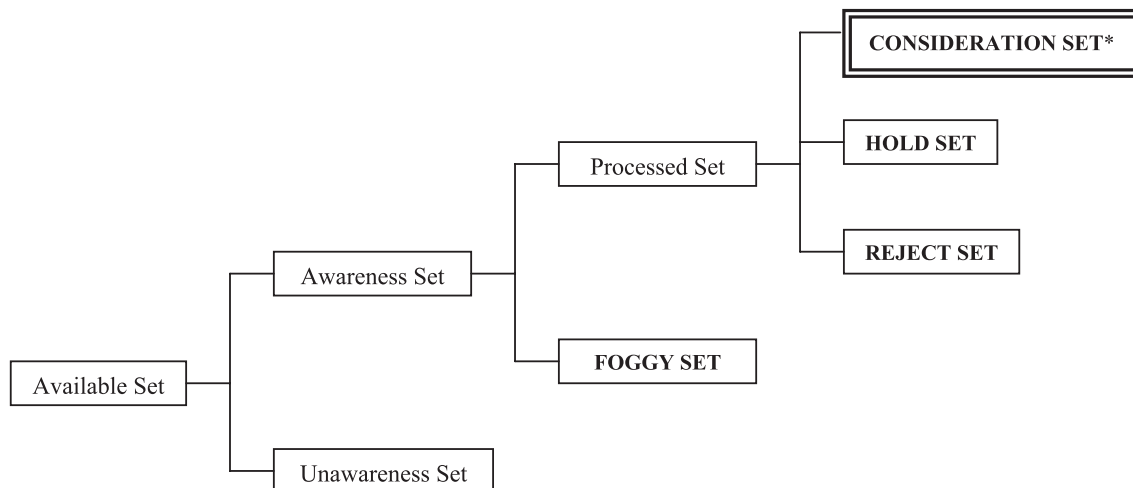 CONSIDERATION SET*
HOLD SET
Processed Set
REJECT SET
Awareness Set
FOGGY SET
Available Set
Unawareness Set